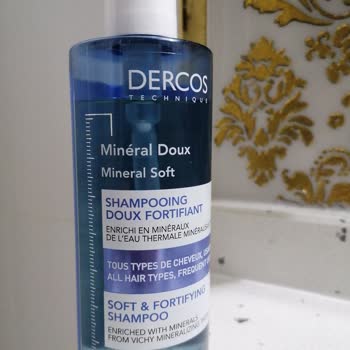 DERCOS
TECHNIQUE
Minéral Doux
Mineral Soft
SHAMPOOING
DOUX FORTIFIANT
ENRICHI EN MINÉRAUX
DE L'EAU THERMALE
TOUS TYPES DE CHEVEUX,
ALL HAIR TYPES,
SOFT & FORTIFYING
SHAMPOO
ENRICHED WITH MINERALS
FROM VICHY MINERALIZING